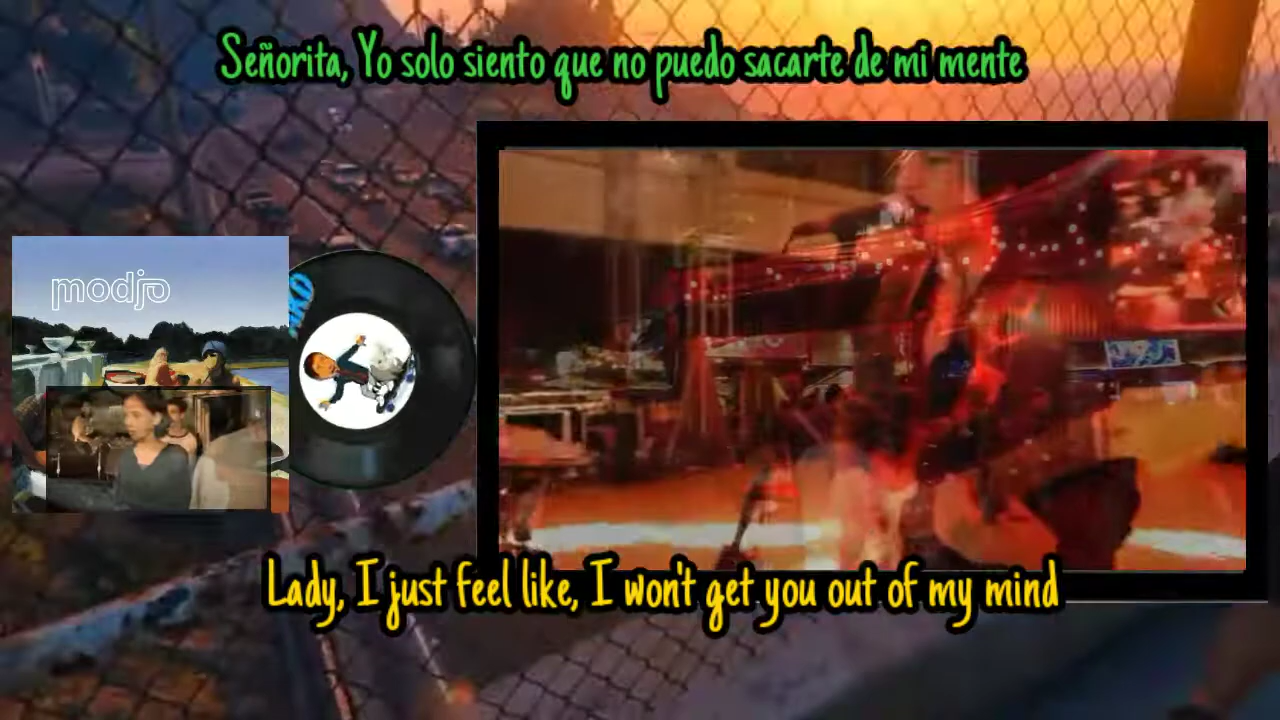 Señorita, Yo solo siento que no puedo sacarte de mi mente
modjo
Lady, I just feel like, I won't get you out of my mind